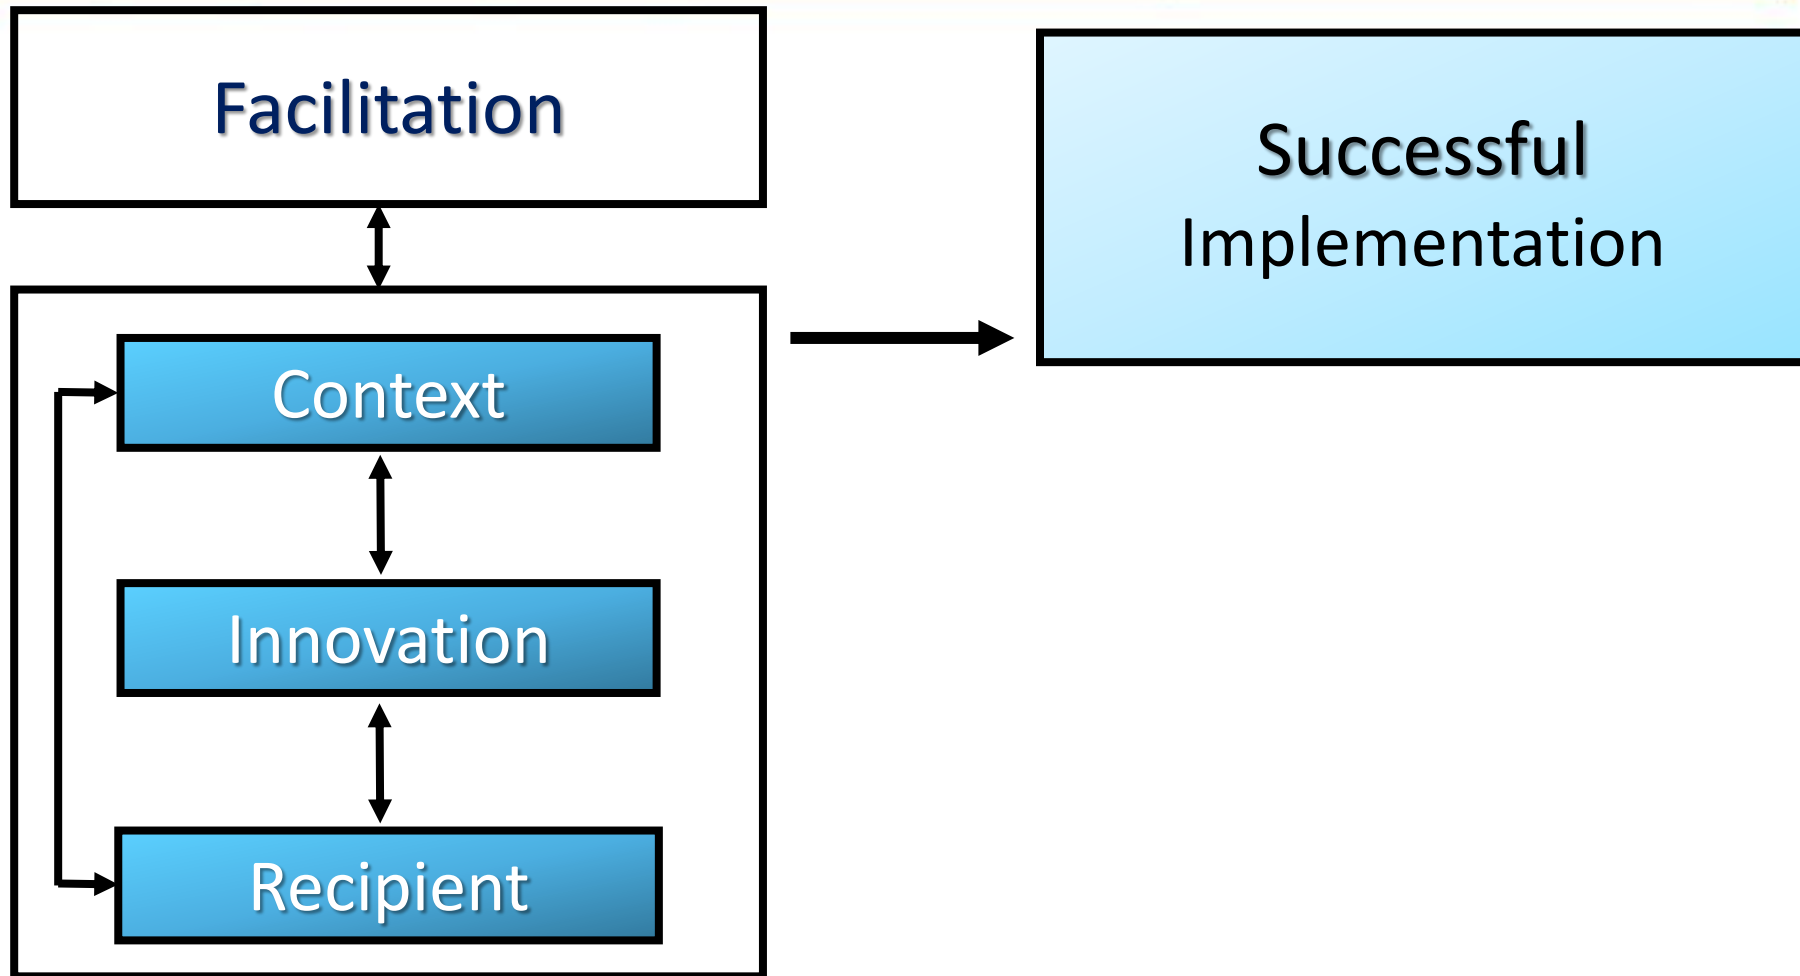 Facilitation
Successful
Implementation
Context
Innovation
Recipient